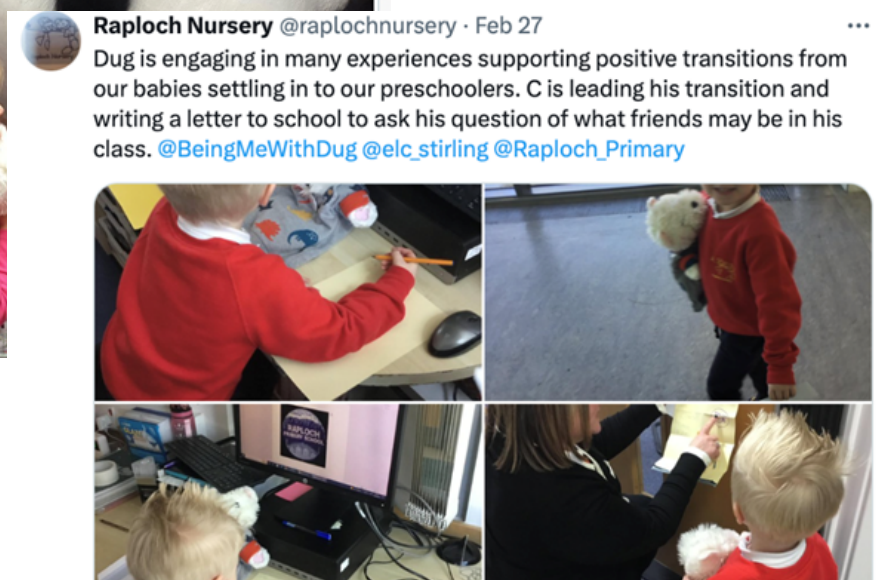 Raploch Nursery @raplochnursery · Feb 27
Dug is engaging in many experiences supporting positive transitions from
our babies settling in to our preschoolers. C is leading his transition and
writing a letter to school to ask his question of what friends may be in his
class. @BeingMeWithDug @elc_stirling @Raploch_Primary
RAPLOCH
PRIMARY SCHOOL